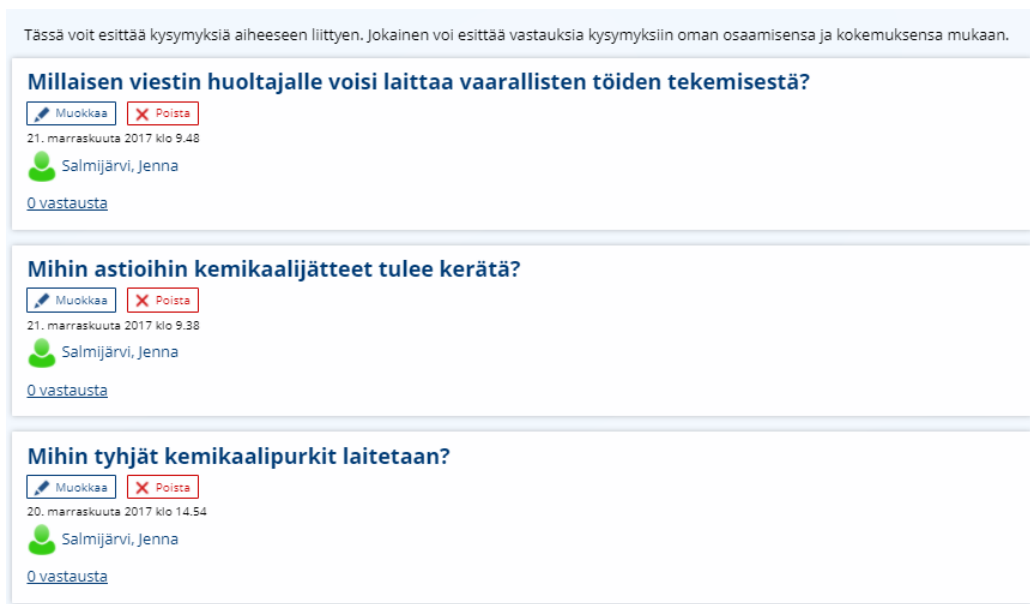 Tässä voit esittää kysymyksiä aiheeseen liittyen. Jokainen voi esittää vastauksia kysymyksiin oman osaamisensa ja kokemuksensa mukaan.
Millaisen viestin huoltajalle voisi laittaa vaarallisten töiden tekemisestä?
Muokkaa Poista
21. marraskuuta 2017 klo 9.48
Salmijärvi, Jenna
0 vastausta
Mihin astioihin kemikaalijätteet tulee kerätä?
Muokkaa Poista
21. marraskuuta 2017 klo 9.38
Salmijärvi, Jenna
0 vastausta
Mihin tyhjät kemikaalipurkit laitetaan?
Muokkaa Poista
20. marraskuuta 2017 klo 14.54
Salmijärvi, Jenna
0 vastausta